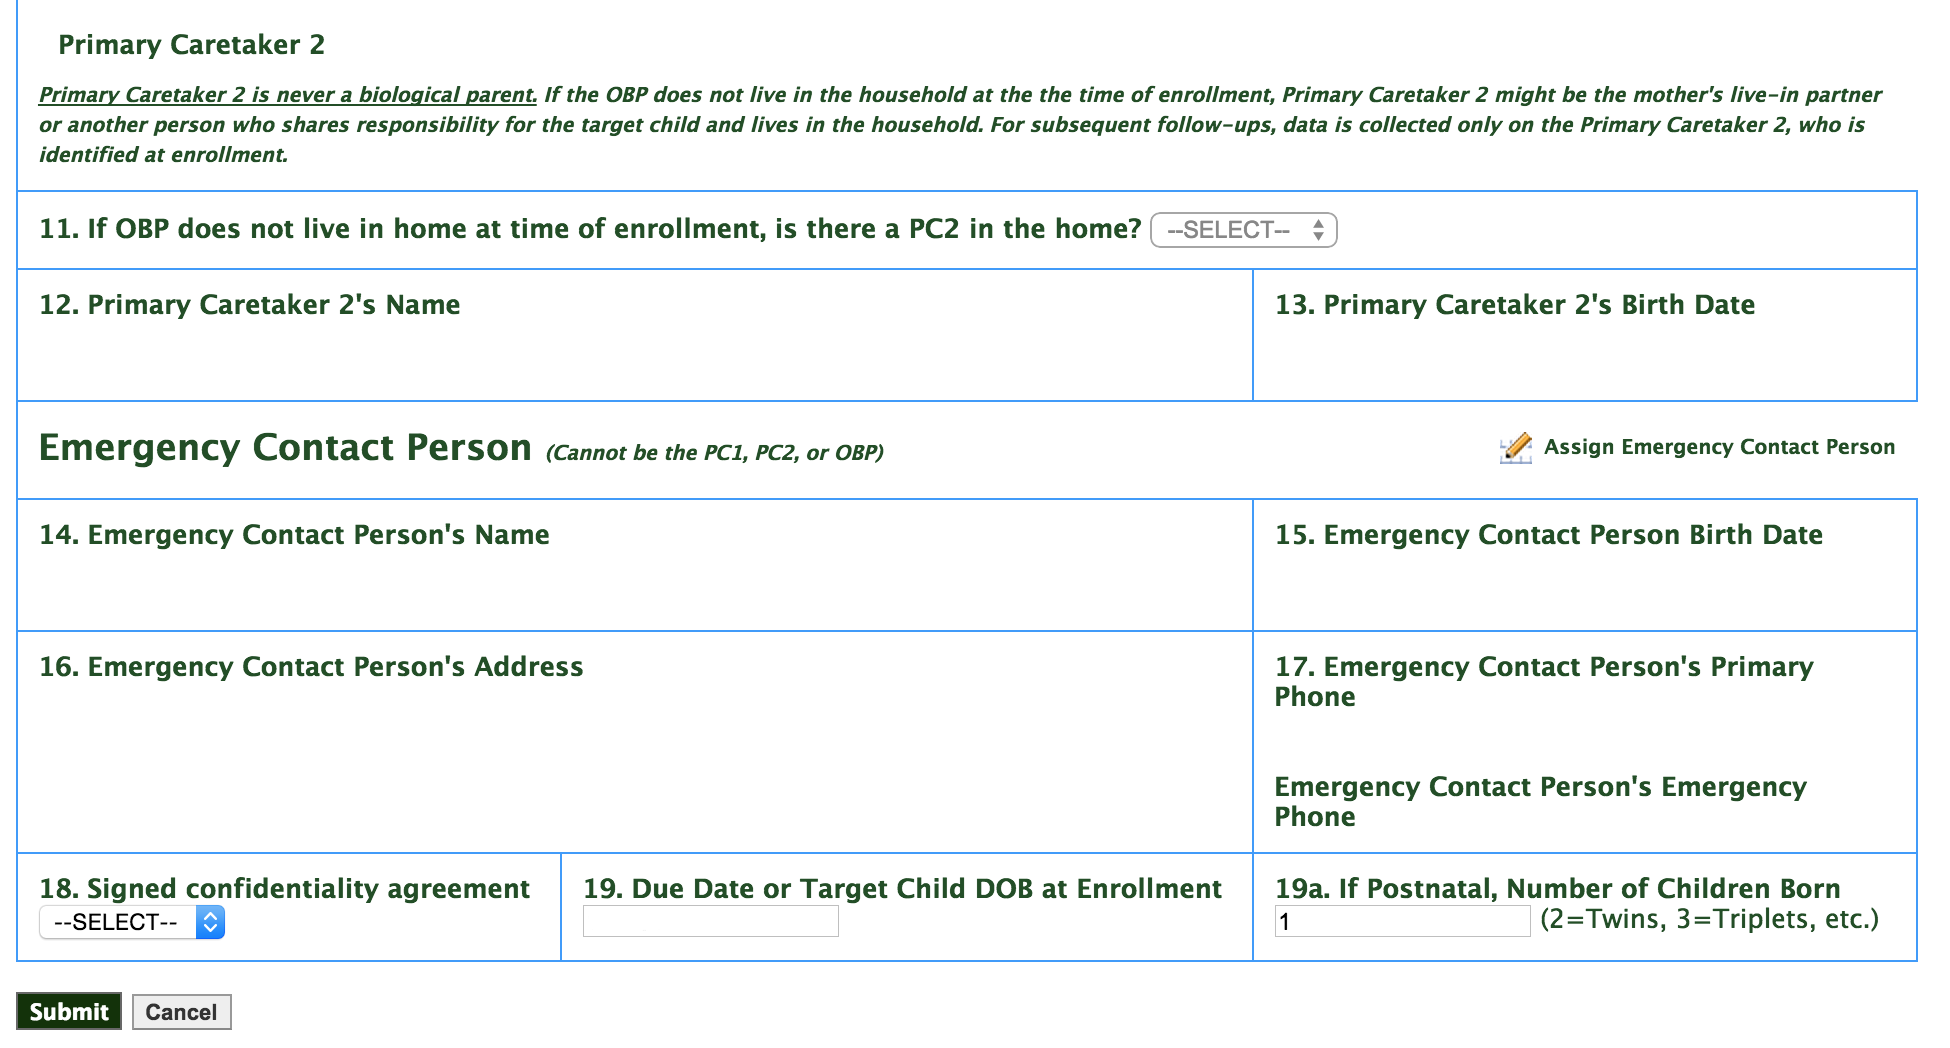 Primary Caretaker 2
Primary Caretaker 2 is never a biological parent. If the OBP does not live in the household at the the time of enrollment, Primary Caretaker 2 might be the mother's live-in partner
or another person who shares responsibility for the target child and lives in the household. For subsequent follow-ups, data is collected only on the Primary Caretaker 2, who is
identified at enrollment.
11. If OBP does not live in home at time of enrollment, is there a PC2 in the home? --SELECT--
12. Primary Caretaker 2's Name
13. Primary Caretaker 2's Birth Date
Emergency Contact Person (Cannot be the PC1, PC2, or OBP)
Assign Emergency Contact Person
14. Emergency Contact Person's Name
15. Emergency Contact Person Birth Date
16. Emergency Contact Person's Address
17. Emergency Contact Person's Primary
Phone
Emergency Contact Person's Emergency
Phone
18. Signed confidentiality agreement
--SELECT--
19. Due Date or Target Child DOB at Enrollment
19a. If Postnatal, Number of Children Born
1 (2=Twins, 3=Triplets, etc.)
Submit Cancel